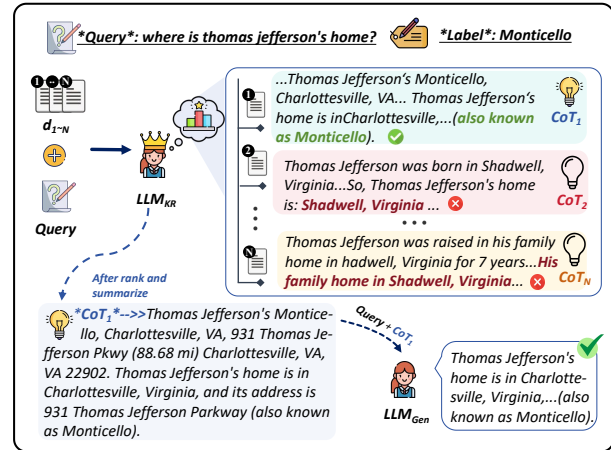 *Query*: where is thomas jefferson's home?
*Label*: Monticello
1 ... N
d1~N
Query
LLMKR
1
...Thomas Jefferson's Monticello,
Charlottesville, VA... Thomas Jefferson's
home is inCharlottesville,...(also known
as Monticello).
CoT1
2
Thomas Jefferson was born in Shadwell,
Virginia...So, Thomas Jefferson's home
is: Shadwell, Virginia ...
CoT2
...
N
Thomas Jefferson was raised in his family
home in hadwell, Virginia for 7 years...His
family home in Shadwell, Virginia...
CoTN
After rank and
summarize
*CoT1*-->>Thomas Jefferson's Montice-
llo, Charlottesville, VA, 931 Thomas Je-
fferson Pkwy (88.68 mi) Charlottesville, VA,
VA 22902. Thomas Jefferson's home is in
Charlottesville, Virginia, and its address is
931 Thomas Jefferson Parkway (also known
as Monticello).
Query + CoT1
LLMGen
Thomas Jefferson's
home is in Charlotte-
sville, Virginia,...(also
known as Monticello).